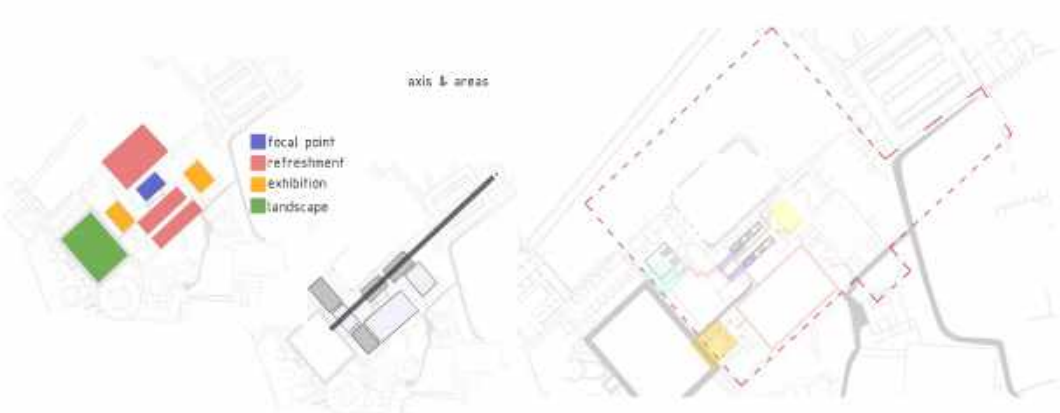 axis & areas
focal point
refreshment
exhibition
landscape